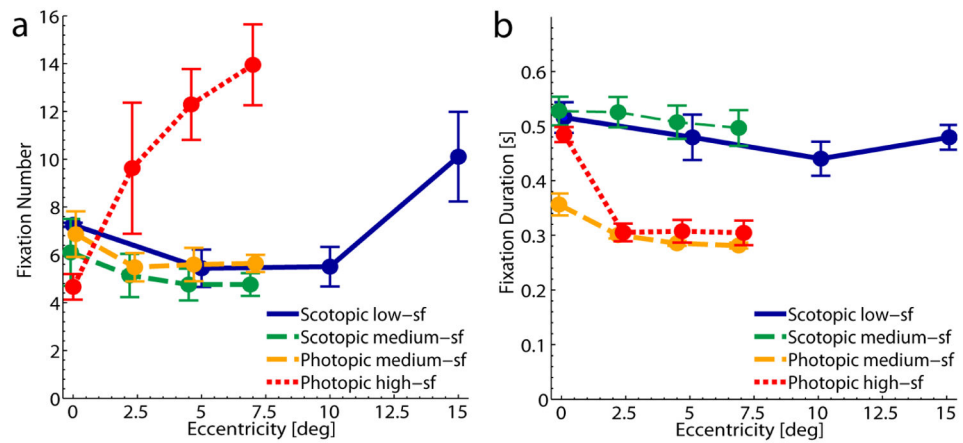 a
16
14
12
10
8
6
4
2
0
Fixation Number
0 2.5 5 7.5 10 12.5 15
Eccentricity [deg]
Scotopic low-sf
Scotopic medium-sf
Photopic medium-sf
Photopic high-sf
b
0.6
0.5
0.4
0.3
0.2
0.1
0
Fixation Duration [s]
0 2.5 5 7.5 10 12.5 15
Eccentricity [deg]
Scotopic low-sf
Scotopic medium-sf
Photopic medium-sf
Photopic high-sf